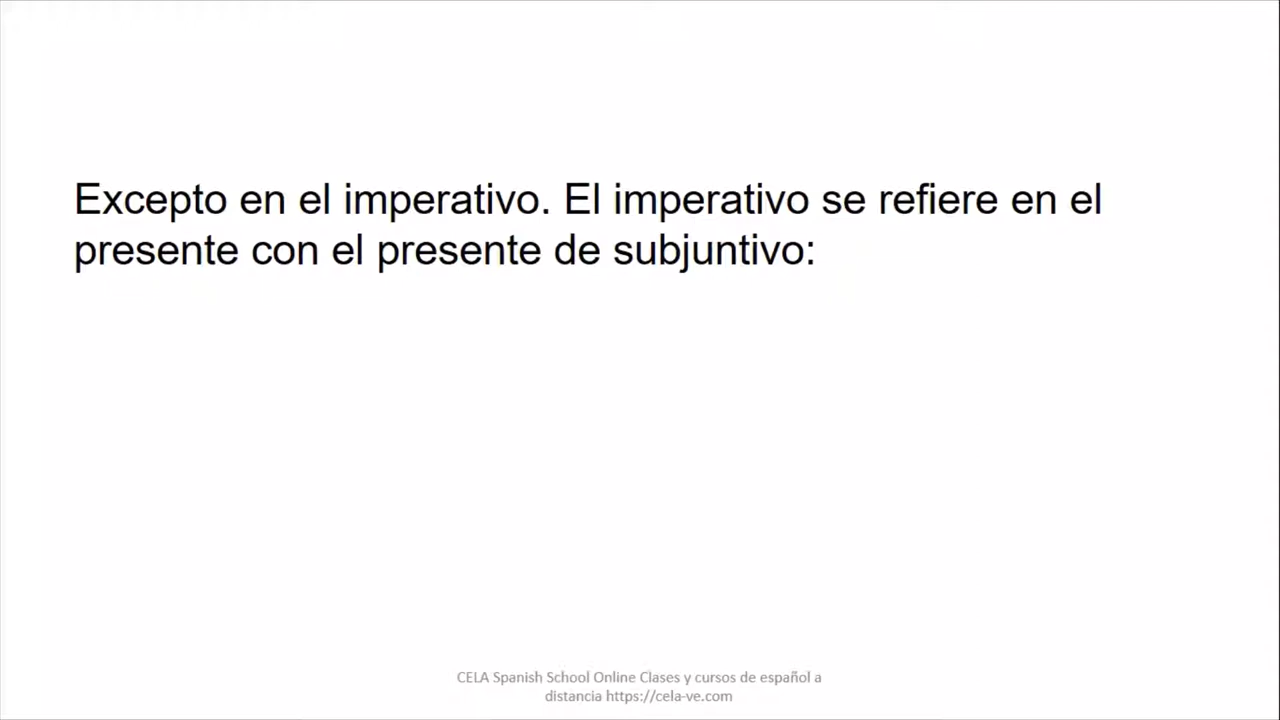 Excepto en el imperativo. El imperativo se refiere en el
presente con el presente de subjuntivo:
CELA Spanish School Online Clases y cursos de español a
distancia https://cela-ve.com